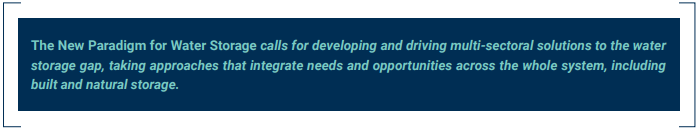 The New Paradigm for Water Storage calls for developing and driving multi-sectoral solutions to the water
storage gap, taking approaches that integrate needs and opportunities across the whole system, including
built and natural storage.